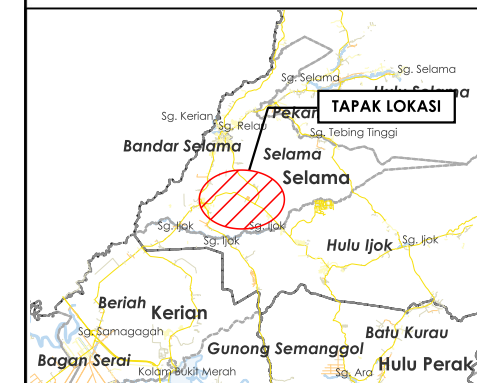 Sg. Selama
Sg. Selama
Hulu Selama
TAPAK LOKASI
Pekan
Sg. Kerian
Sg. Relau
Sg. Tebing Tinggi
Bandar Selama
Selama
Selama
Sg. Ijok
Sg. Ijok
Sg. Ijok
Sg. Ijok
Hulu Ijok
Beriah
Kerian
Sg. Samagagah
Batu Kurau
Gunong Semanggol
Bagan Serai
Hulu Perak
Kolam Bukit Merah
Sg. Ara